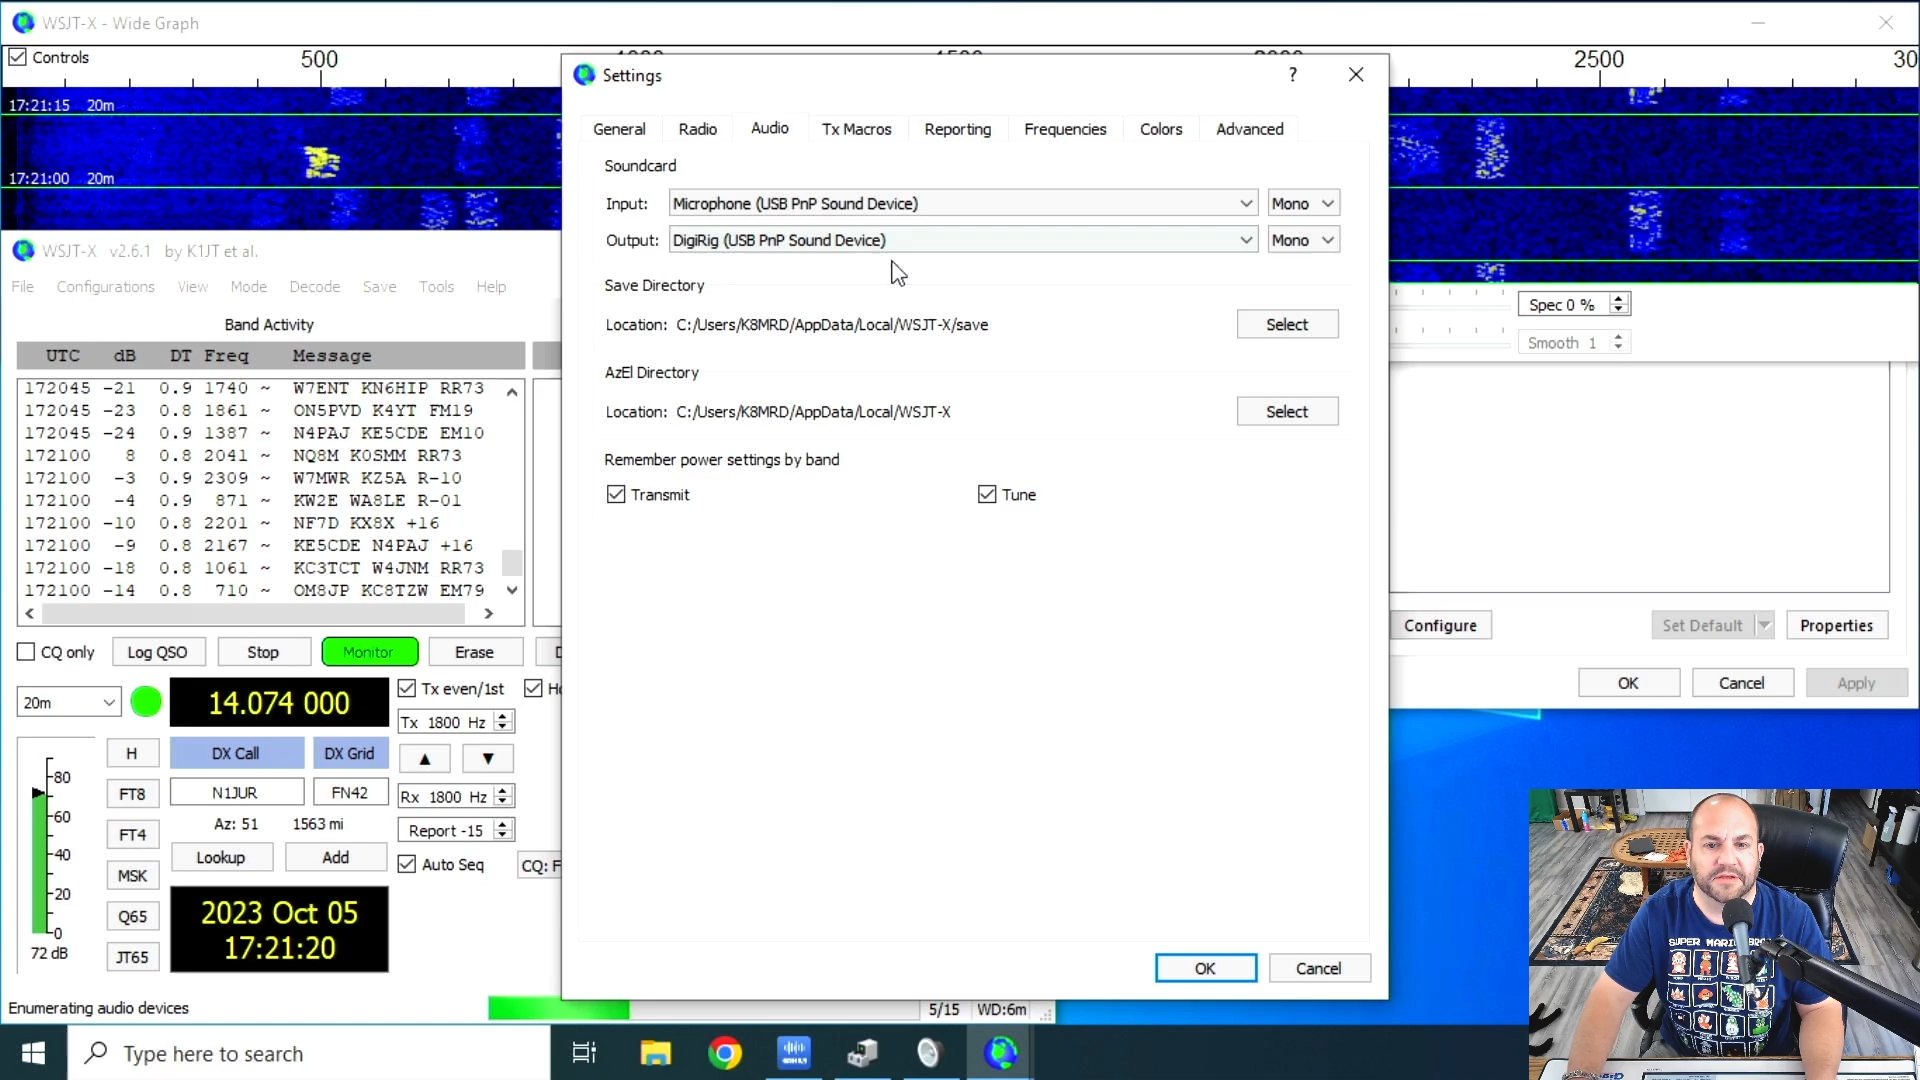 WSJT-X - Wide Graph
Controls
500
2500
17:21:15 20m
17:21:00 20m
WSJT-X v2.6.1 by K1JT et al.
File Configurations View Mode Decode Save Tools Help
Band Activity
UTC dB DT Freq Message
172045 -21 0.9 1740 ~ W7ENT KN6HIP RR73
172045 -23 0.8 1861 ~ ON5PVD K4YT FM19
172045 -24 0.9 1387 ~ N4PAJ KE5CDE EM10
172100 8 0.8 2041 ~ NQ8M K0SMM RR73
172100 -3 0.9 2309 ~ W7MWR KZ5A R-10
172100 -4 0.9 871 ~ KW2E WA8LE R-01
172100 -10 0.8 2201 ~ NF7D KX8X +16
172100 -9 0.8 2167 ~ KE5CDE N4PAJ +16
172100 -18 0.8 1061 ~ KC3TCT W4JNM RR73
172100 -14 0.8 710 ~ OM8JP KC8TZW EM79
CQ only Log QSO Stop Monitor Erase
20m
14.074 000
Tx even/1st
Tx 1800 Hz
H DX Call DX Grid
FT8 N1JUR FN42
Rx 1800 Hz
Az: 51 1563 mi
Report -15
FT4
Lookup Add
Auto Seq
CQ: F
MSK
Q65
JT65
80
60
40
20
0
72 dB
2023 Oct 05
17:21:20
Enumerating audio devices
5/15 WD:6m
Settings
?
General Radio Audio Tx Macros Reporting Frequencies Colors Advanced
Soundcard
Input: Microphone (USB PnP Sound Device) Mono
Output: DigiRig (USB PnP Sound Device) Mono
Save Directory
Location: C:/Users/K8MRD/AppData/Local/WSJT-X/save Select
AzEl Directory
Location: C:/Users/K8MRD/AppData/Local/WSJT-X Select
Remember power settings by band
Transmit Tune
OK Cancel
Spec 0 %
Smooth 1
Configure Set Default Properties
OK Cancel Apply
SUPER MARIO BRO
Type here to search